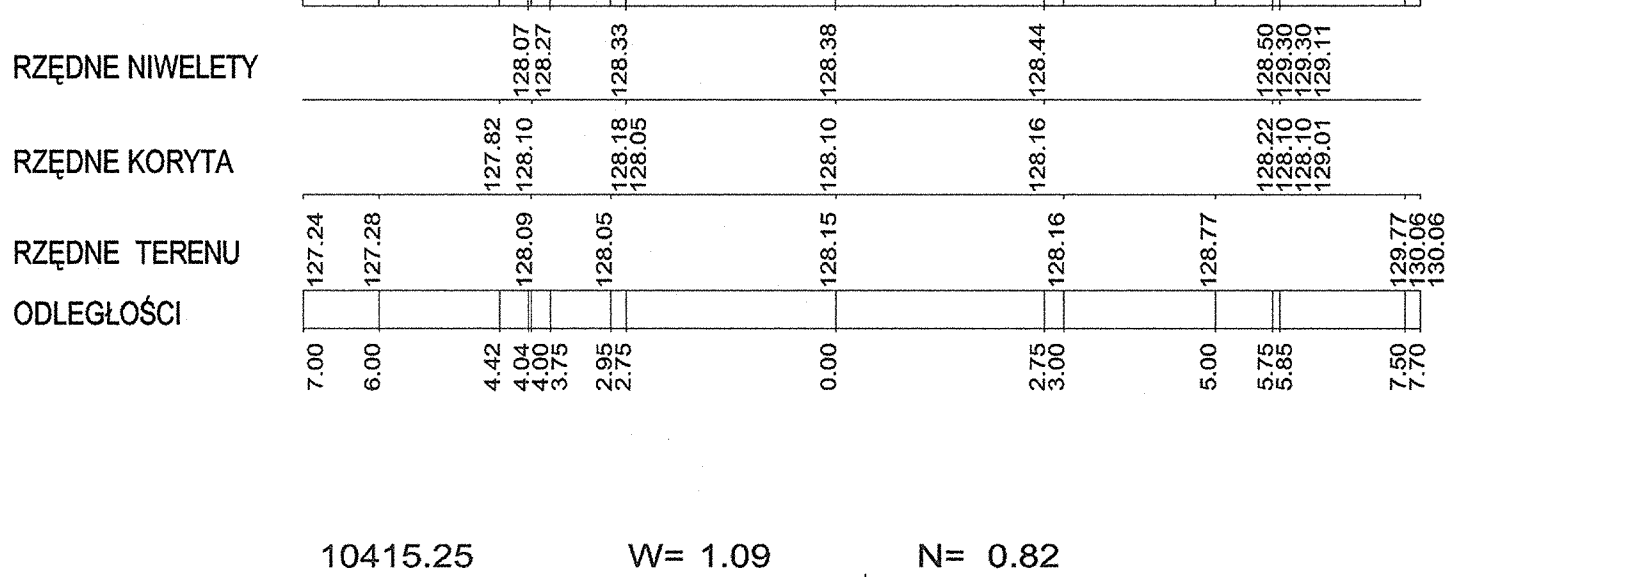 RZĘDNE NIWELETY 128.07 128.27 128.33 128.38 128.44 128.50 129.30 129.30 129.11
RZĘDNE KORYTA 127.82 128.10 128.18 128.05 128.10 128.16 128.22 128.10 128.10 129.01
RZĘDNE TERENU 127.24 127.28 128.09 128.05 128.15 128.16 128.77 129.77 130.06 130.06
ODLEGŁOŚCI
7.00 6.00 4.42 4.04 4.00 3.75 2.95 2.75 0.00 2.75 3.00 5.00 5.75 5.85 7.50 7.70
10415.25 W= 1.09 N= 0.82